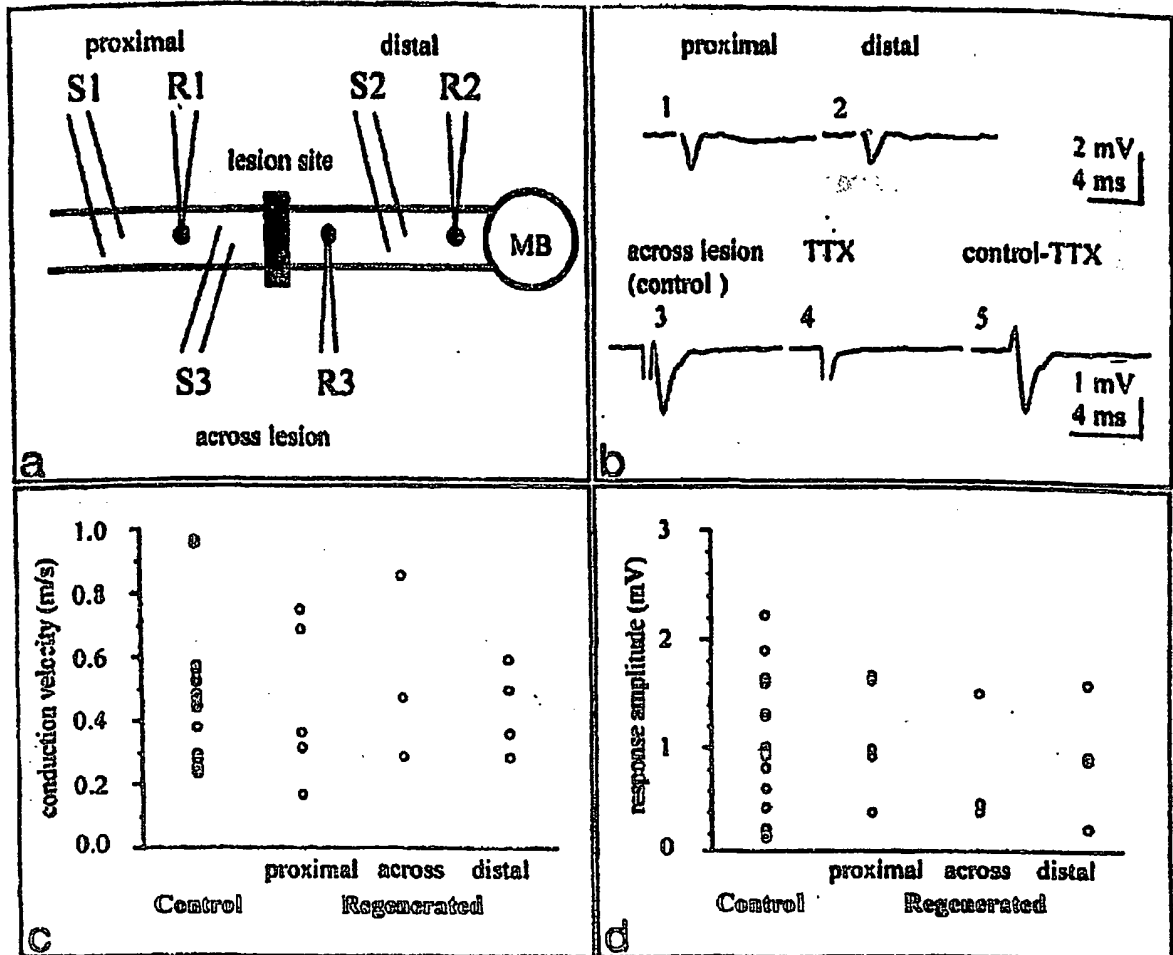 proximal distal
S1 R1 S2 R2
lesion site
MB
S3 R3
across lesion
a
proximal distal
1 2
2 mV
4 ms
across lesion TTX control-TTX
(control )
3 4 5
1 mV
4 ms
b
conduction velocity (m/s)
1.0
0.8
0.6
0.4
0.2
0.0
proximal across distal
Control Regenerated
c
response amplitude (mV)
3
2
1
0
proximal across distal
Control Regenerated
d